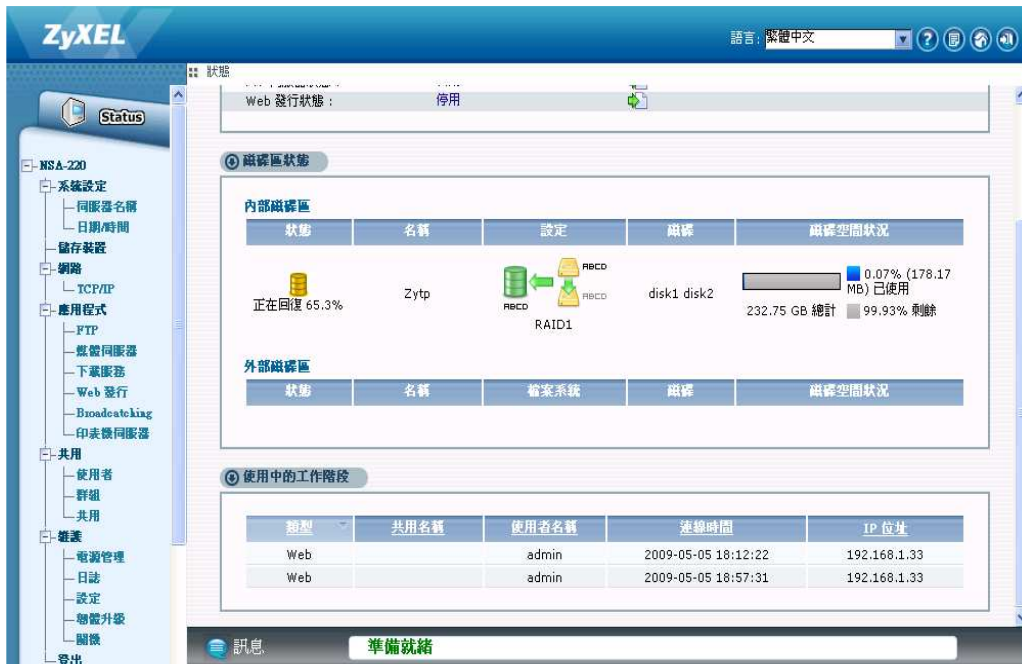 ZyXEL
語言: 繁體中文
狀態
Status
NSA-220
系統設定
伺服器名稱
日期/時間
儲存裝置
網路
TCP/IP
應用程式
FTP
媒體伺服器
下載服務
Web 發行
Broadcatching
印表機伺服器
共用
使用者
群組
共用
維護
電源管理
日誌
設定
韌體升級
關機
登出
Web 發行狀態 : 停用
磁碟區狀態
內部磁碟區
狀態 名稱 設定 磁碟 磁碟空間狀況
正在回復 65.3% Zytp ABCD ABCD ABCD RAID1 disk1 disk2 232.75 GB 總計 0.07% (178.17 MB) 已使用 99.93% 剩餘
外部磁碟區
狀態 名稱 檔案系統 磁碟 磁碟空間狀況
使用中的工作階段
類型 共用名稱 使用者名稱 連線時間 IP 位址
Web admin 2009-05-05 18:12:22 192.168.1.33
Web admin 2009-05-05 18:57:31 192.168.1.33
訊息 準備就緒